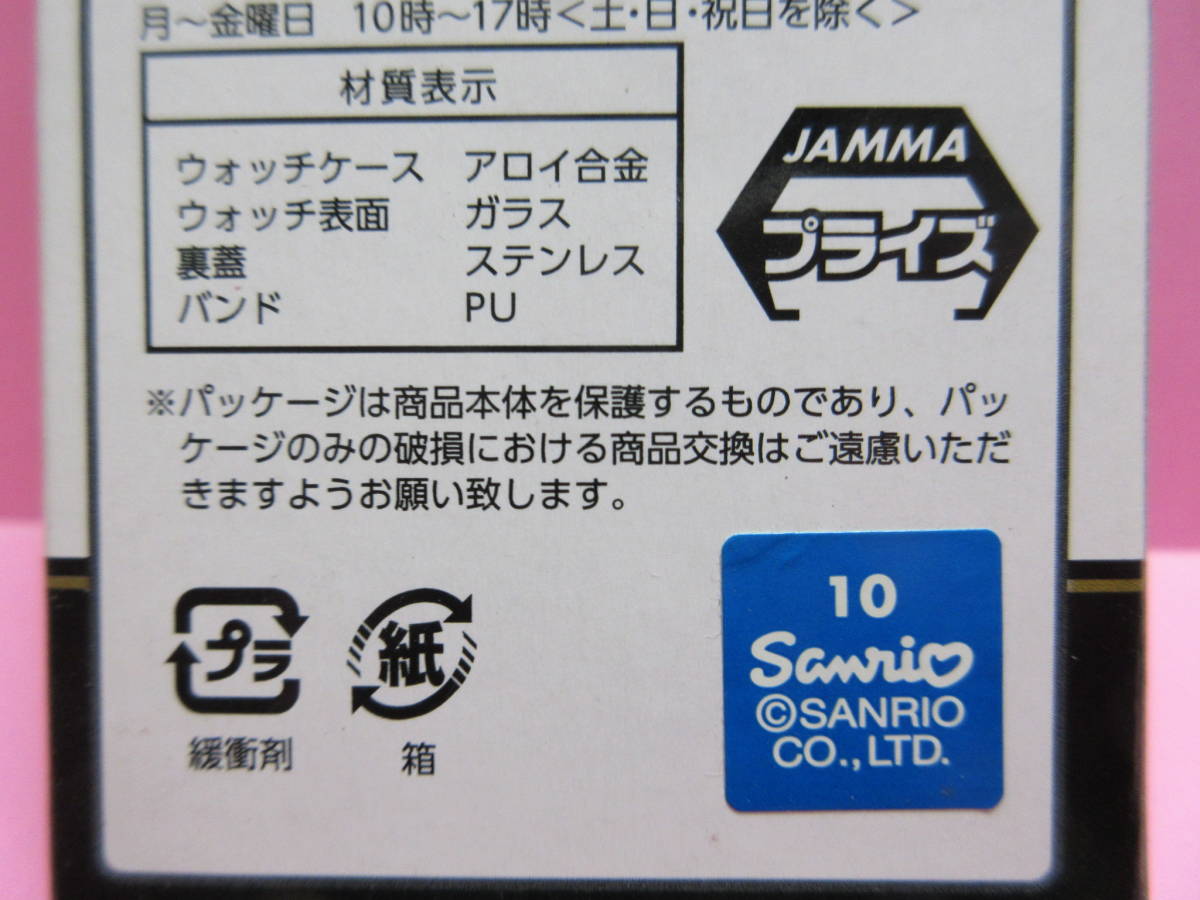 月～金曜日　10時～17時＜土・日・祝日を除く＞
材質表示
ウォッチケース　アロイ合金
ウォッチ表面　ガラス
裏蓋　ステンレス
バンド　PU
JAMMA
プライズ
※パッケージは商品本体を保護するものであり、パッ
ケージのみの破損における商品交換はご遠慮いただ
きますようお願い致します。
プラ
緩衝剤
紙
箱
10
Sanrio
©SANRIO
CO.,LTD.